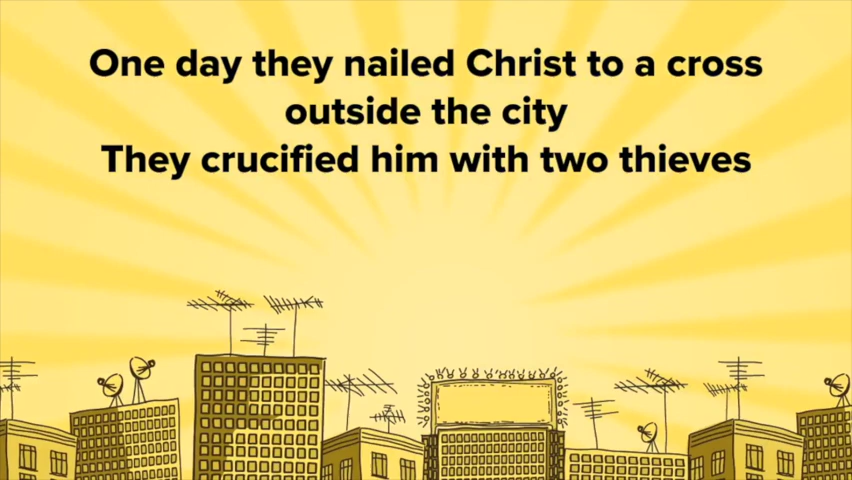 One day they nailed Christ to a cross
outside the city
They crucified him with two thieves